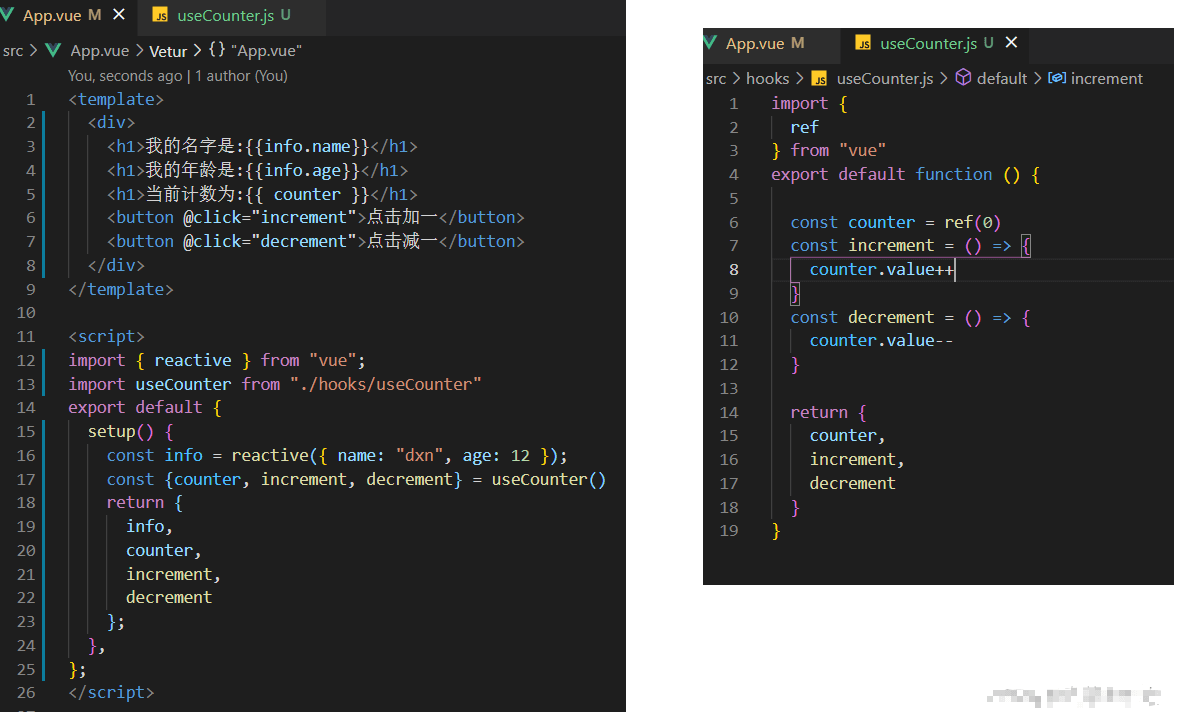 App.vue M
JS useCounter.js U
src > App.vue > Vetur > {} "App.vue"
You, seconds ago | 1 author (You)
1 <template>
2 <div>
3 <h1>我的名字是:{{info.name}}</h1>
4 <h1>我的年龄是:{{info.age}}</h1>
5 <h1>当前计数为:{{ counter }}</h1>
6 <button @click="increment">点击加一</button>
7 <button @click="decrement">点击减一</button>
8 </div>
9 </template>
10
11 <script>
12 import { reactive } from "vue";
13 import useCounter from "./hooks/useCounter"
14 export default {
15 setup() {
16 const info = reactive({ name: "dxn", age: 12 });
17 const {counter, increment, decrement} = useCounter()
18 return {
19 info,
20 counter,
21 increment,
22 decrement
23 };
24 },
25 };
26 </script>
App.vue M
JS useCounter.js U
src > hooks > JS useCounter.js > default > increment
1 import {
2 ref
3 } from "vue"
4 export default function () {
5
6 const counter = ref(0)
7 const increment = () => {
8 counter.value++
9 }
10 const decrement = () => {
11 counter.value--
12 }
13
14 return {
15 counter,
16 increment,
17 decrement
18 }
19 }